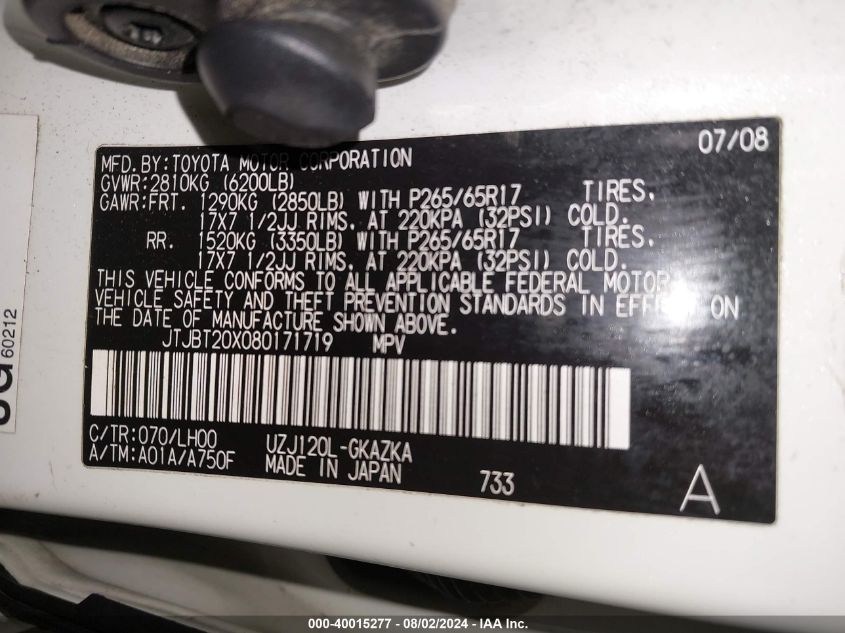 07/08
MFD. BY: TOYOTA MOTOR CORPORATION
GVWR: 2810KG (6200LB)
GAWR: FRT. 1290KG (2850LB) WITH P265/65R17 TIRES.
17X7 1/2JJ RIMS. AT 220KPA (32PSI) COLD.
RR. 1520KG (3350LB) WITH P265/65R17 TIRES.
17X7 1/2JJ RIMS. AT 220KPA (32PSI) COLD.
THIS VEHICLE CONFORMS TO ALL APPLICABLE FEDERAL MOTOR
VEHICLE SAFETY AND THEFT PREVENTION STANDARDS IN EFFECT ON
THE DATE OF MANUFACTURE SHOWN ABOVE.
JTJBT20X080171719 MPV
C/TR: 070/LH00 UZJ120L-GKAZKA
A/TM: A01A/A750F MADE IN JAPAN 733 A
60212
000-40015277 - 08/02/2024 - IAA Inc.